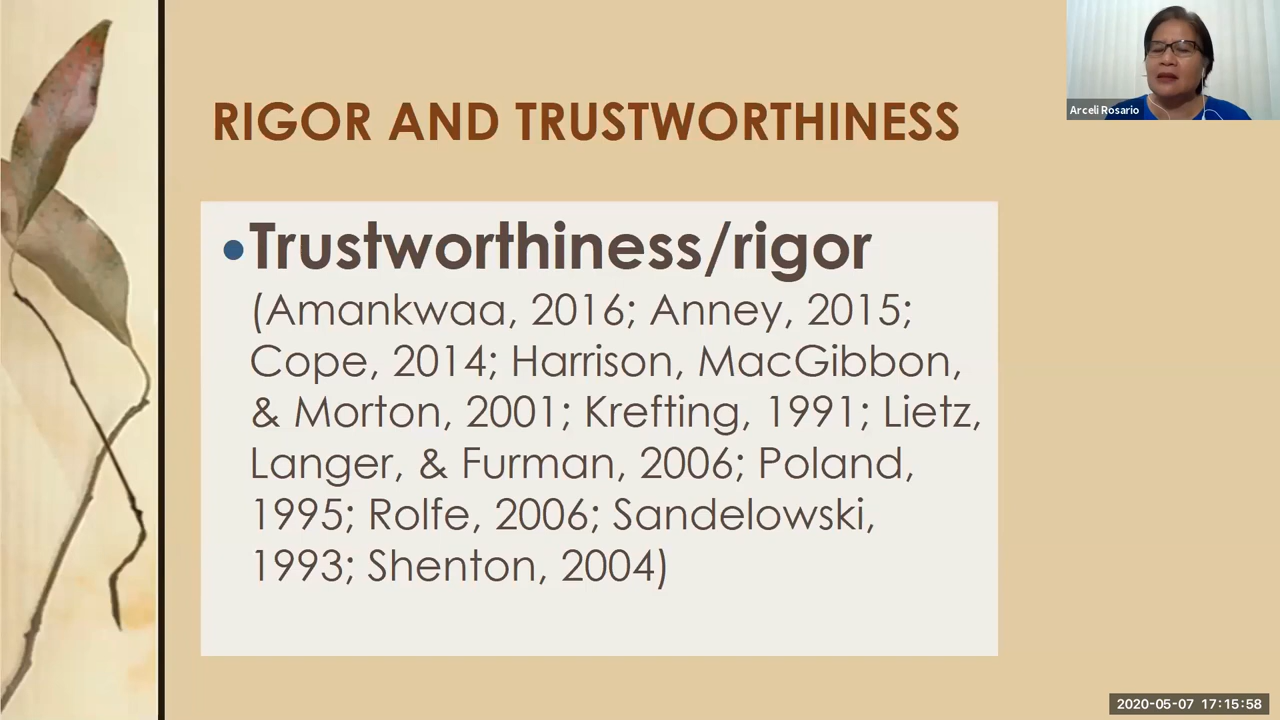 RIGOR AND TRUSTWORTHINESS
Arceli Rosario
•Trustworthiness/rigor
(Amankwaa, 2016; Anney, 2015;
Cope, 2014; Harrison, MacGibbon,
& Morton, 2001; Krefting, 1991; Lietz,
Langer, & Furman, 2006; Poland,
1995; Rolfe, 2006; Sandelowski,
1993; Shenton, 2004)
2020-05-07 17:15:58